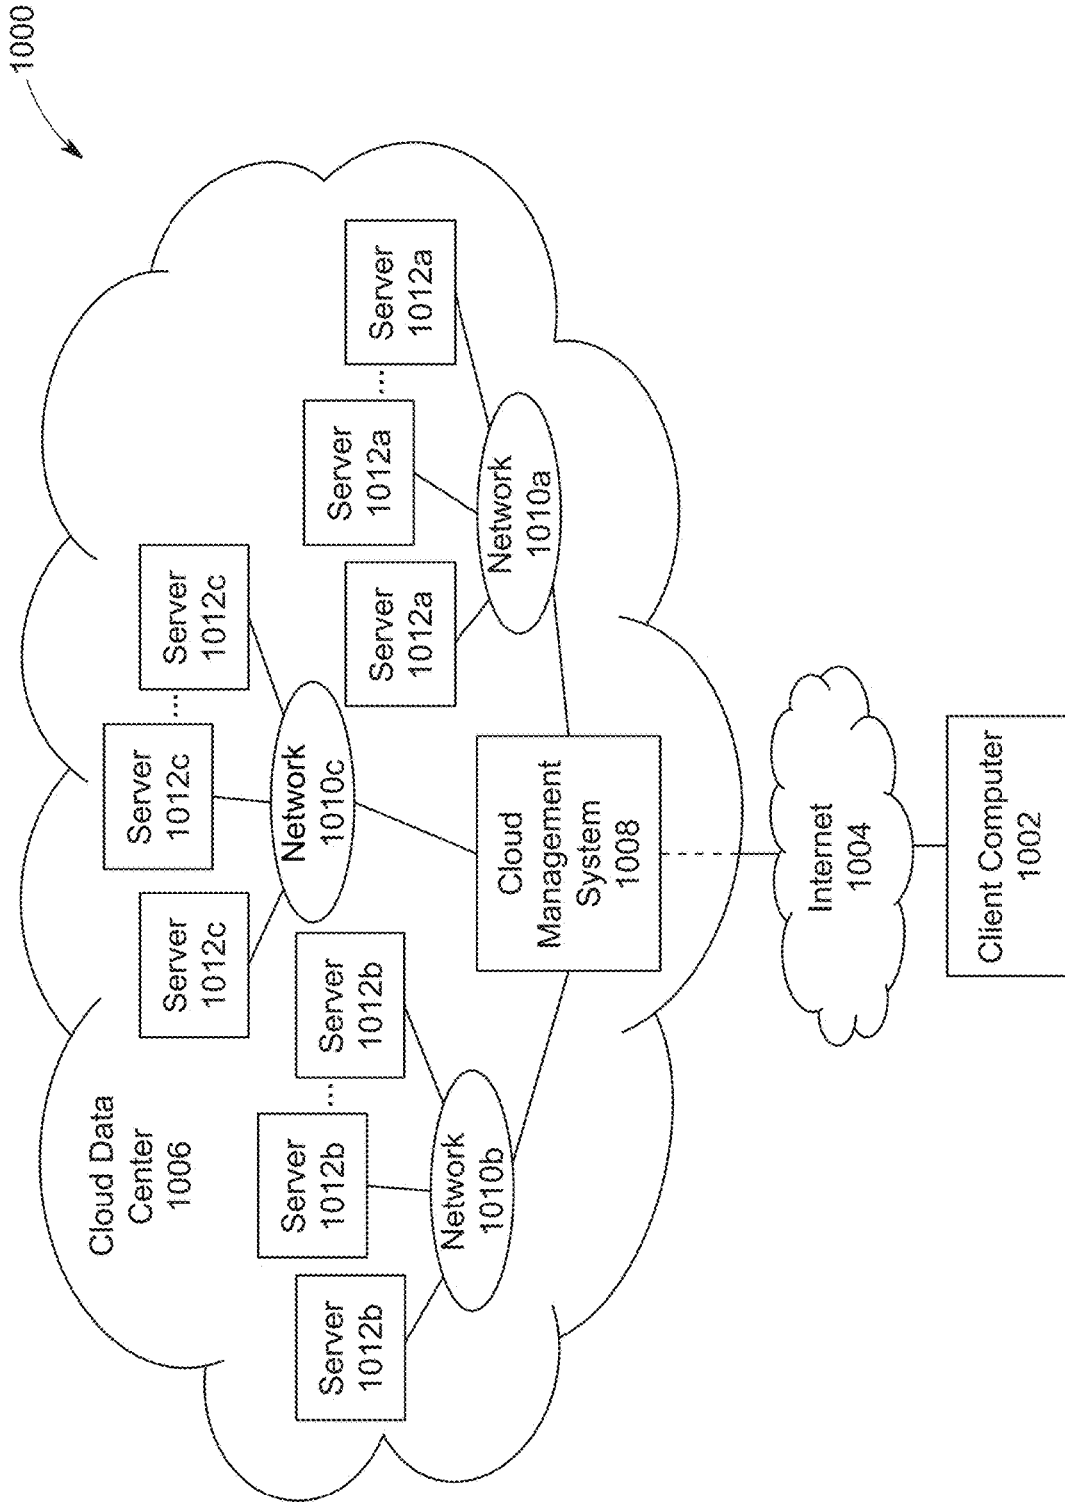 1000
Cloud Data
Center
1006
Server
1012b
Server
1012b
...
Server
1012b
Network
1010b
Server
1012c
Server
1012c
...
Server
1012c
Network
1010c
Server
1012a
Server
1012a
...
Server
1012a
Network
1010a
Cloud
Management
System
1008
Internet
1004
Client Computer
1002